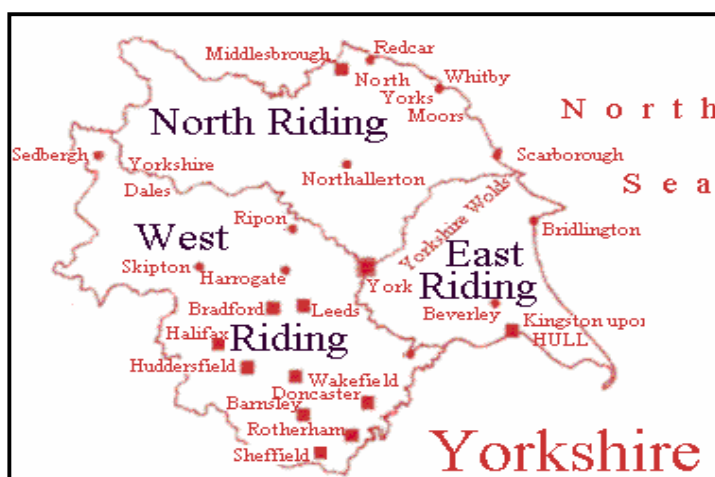 Middlesbrough
Redcar
North
Yorks
Moors
Whitby
North Riding
North
Sedbergh
Yorkshire
Dales
Northallerton
Scarborough
Sea
Ripon
Yorkshire Wolds
Bridlington
West
Skipton
Harrogate
York
East
Riding
Bradford
Leeds
Beverley
Kingston upon
HULL
Halifax
Riding
Huddersfield
Wakefield
Doncaster
Barnsley
Rotherham
Sheffield
Yorkshire